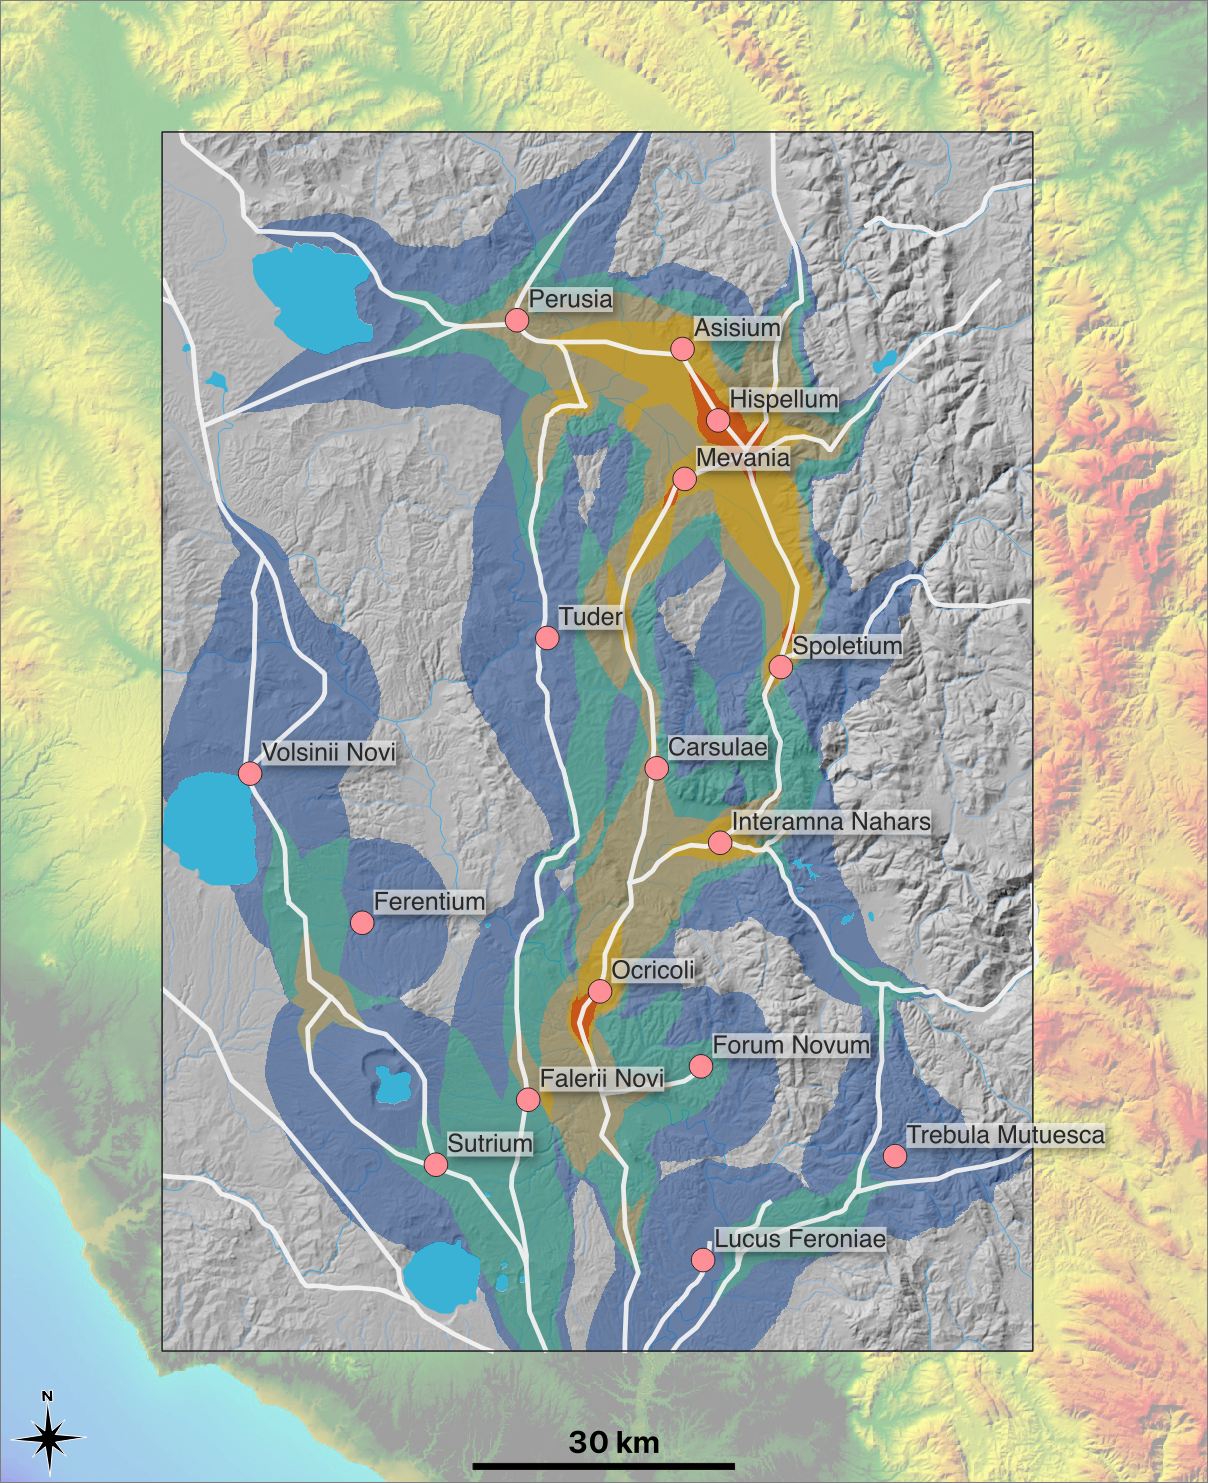 Perusia
Asisium
Hispellum
Mevania
Tuder
Spoletium
Carsulae
Volsinii Novi
Interamna Nahars
Ferentium
Ocricoli
Forum Novum
Falerii Novi
Trebula Mutuesca
Sutrium
Lucus Feroniae
N
30 km